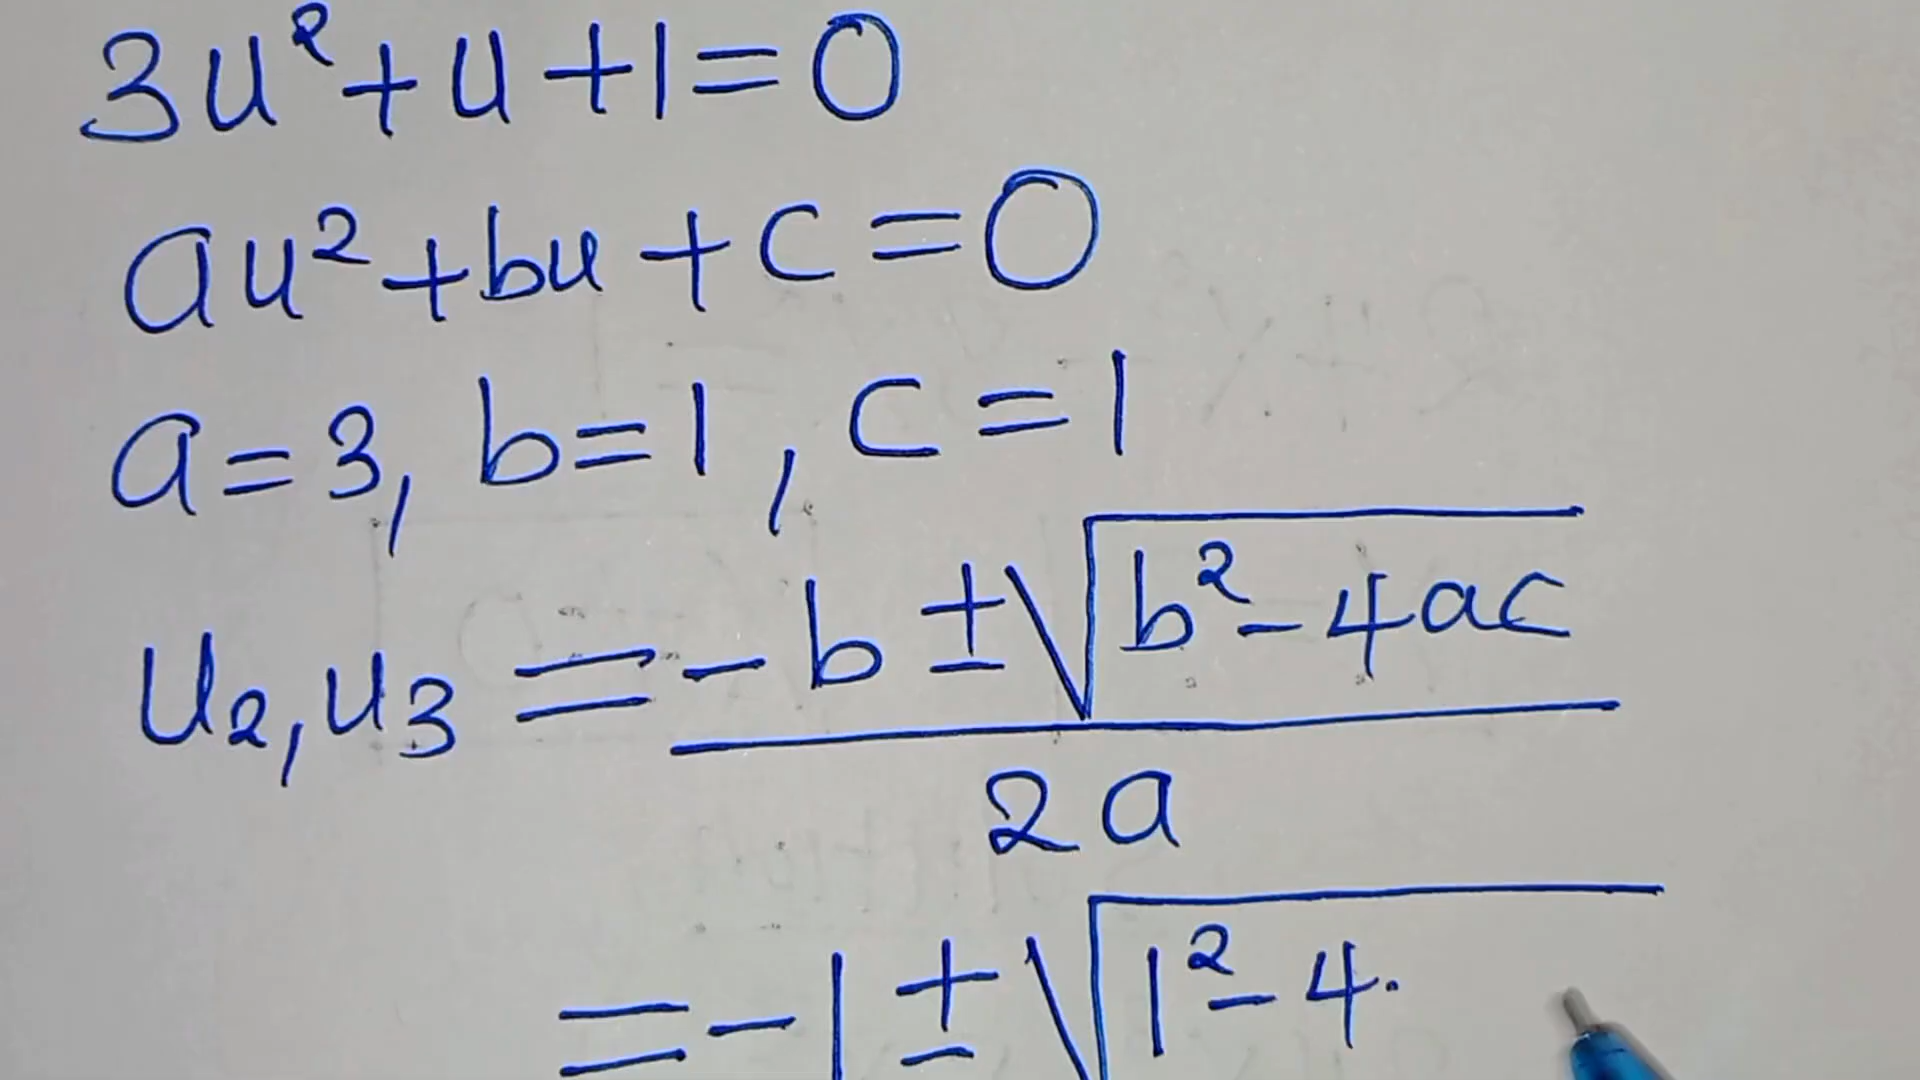 3u²+u+1=0
au²+bu+c=0
a=3, b=1, c=1
u₂,u₃ = -b±√b²-4ac
2a
= -1±√1²-4.